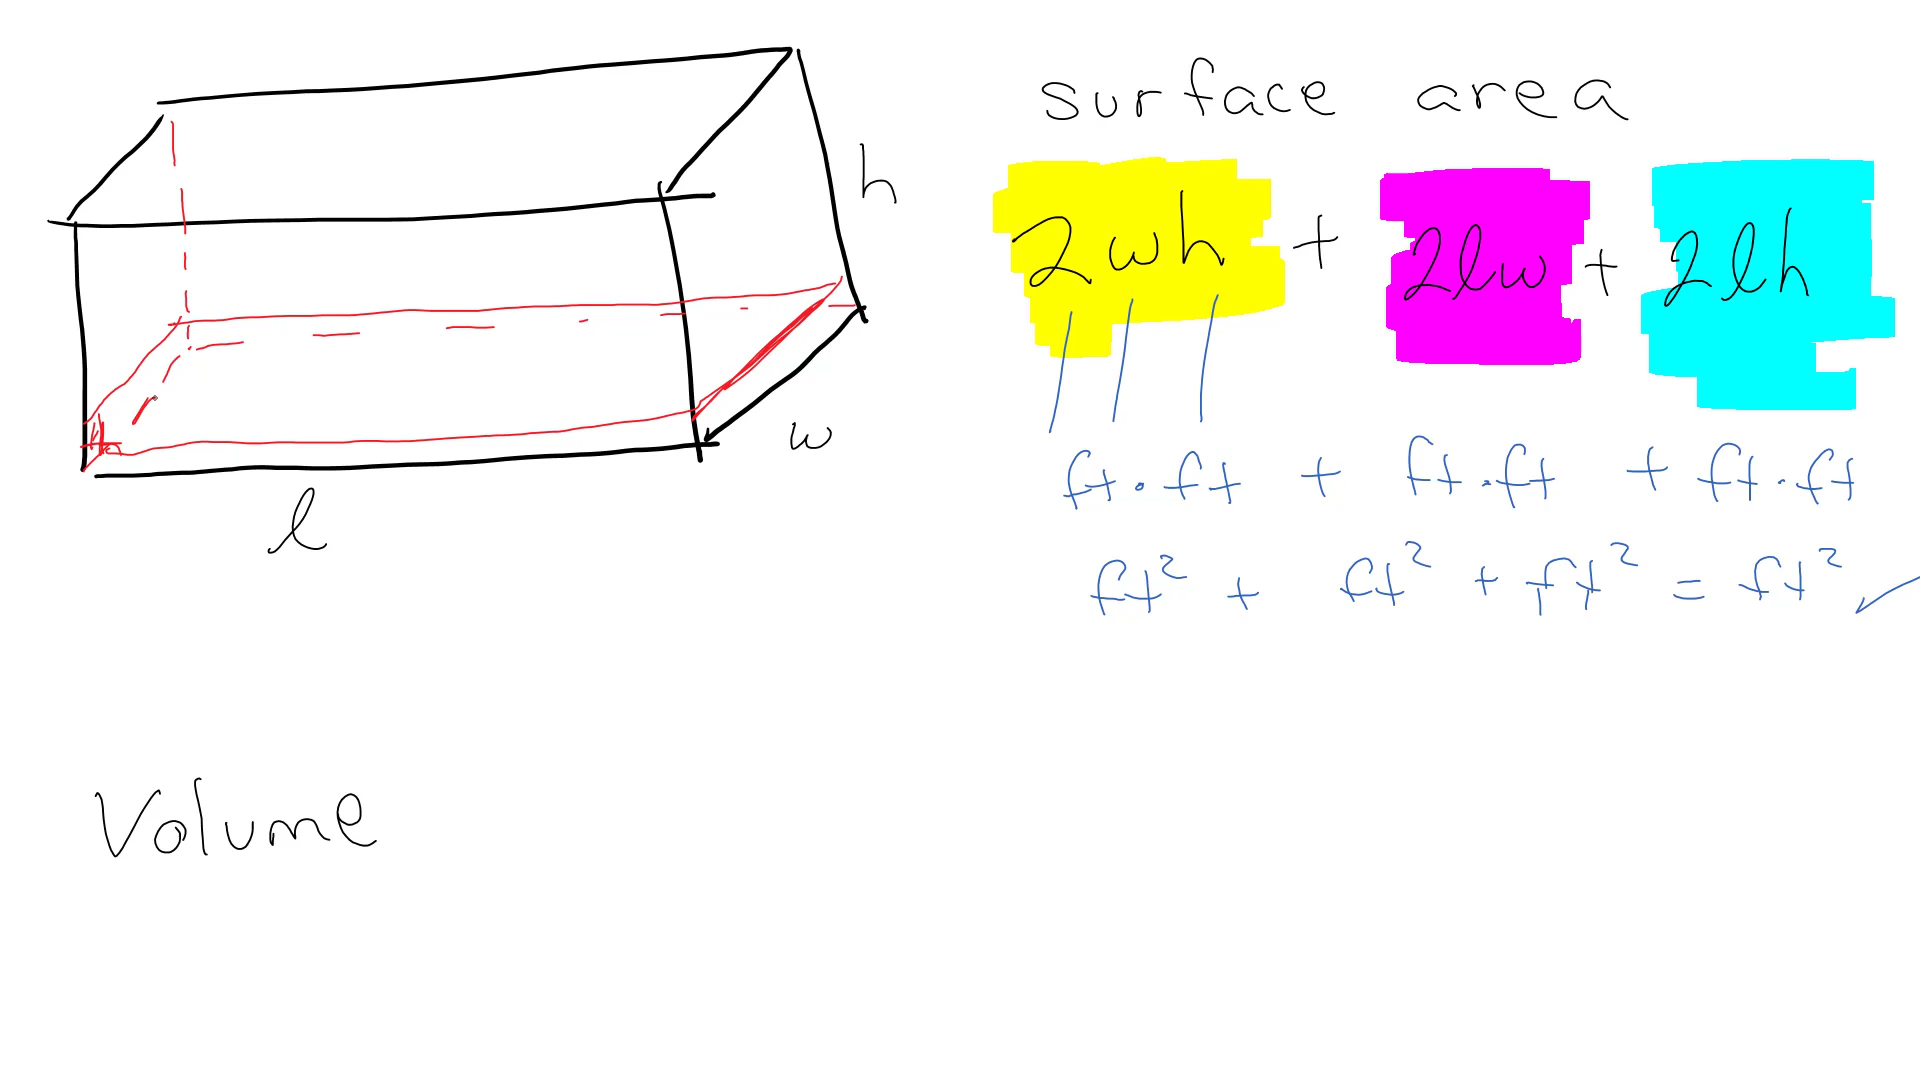 surface area
h
2wh + 2lw + 2lh
w
ft · ft + ft · ft + ft · ft
l
ft² + ft² + ft² = ft² ✓
Volume